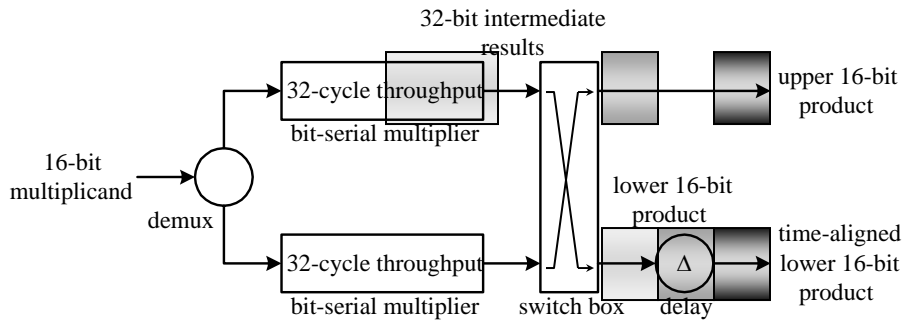 32-bit intermediate
results
32-cycle throughput
bit-serial multiplier
upper 16-bit
product
16-bit
multiplicand
demux
lower 16-bit
product
32-cycle throughput
bit-serial multiplier
switch box
Δ
delay
time-aligned
lower 16-bit
product